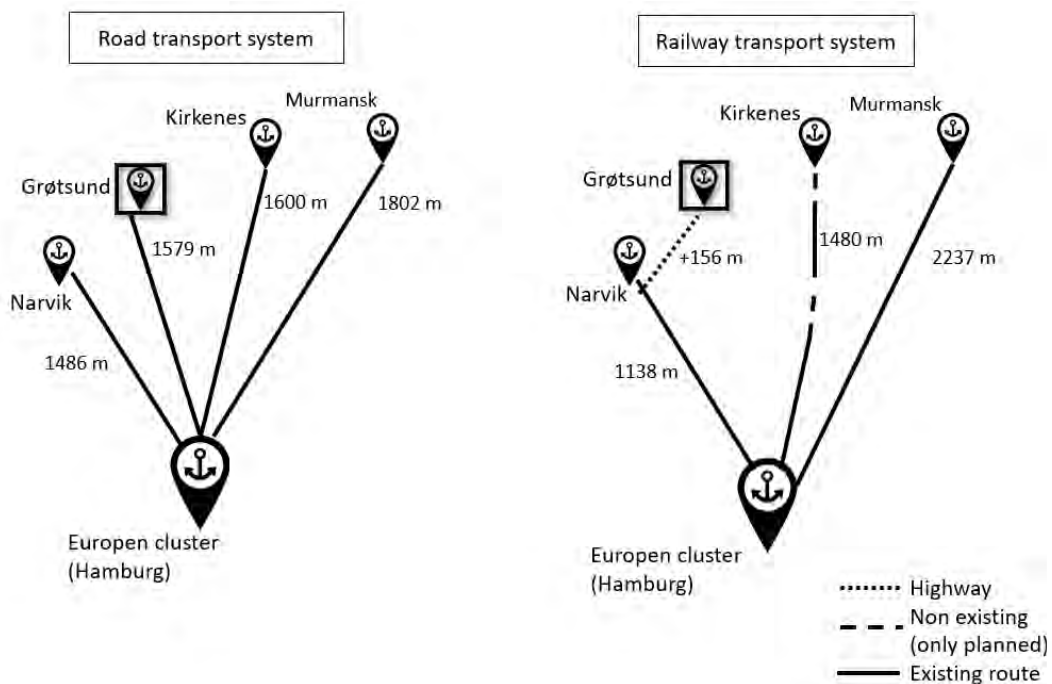 Road transport system
Murmansk
Kirkenes
Grøtsund
1600 m
1802 m
1579 m
Narvik
1486 m
Europen cluster
(Hamburg)
Railway transport system
Murmansk
Kirkenes
Grøtsund
1480 m
+156 m
2237 m
Narvik
1138 m
Europen cluster
(Hamburg)
Highway
Non existing
(only planned)
Existing route